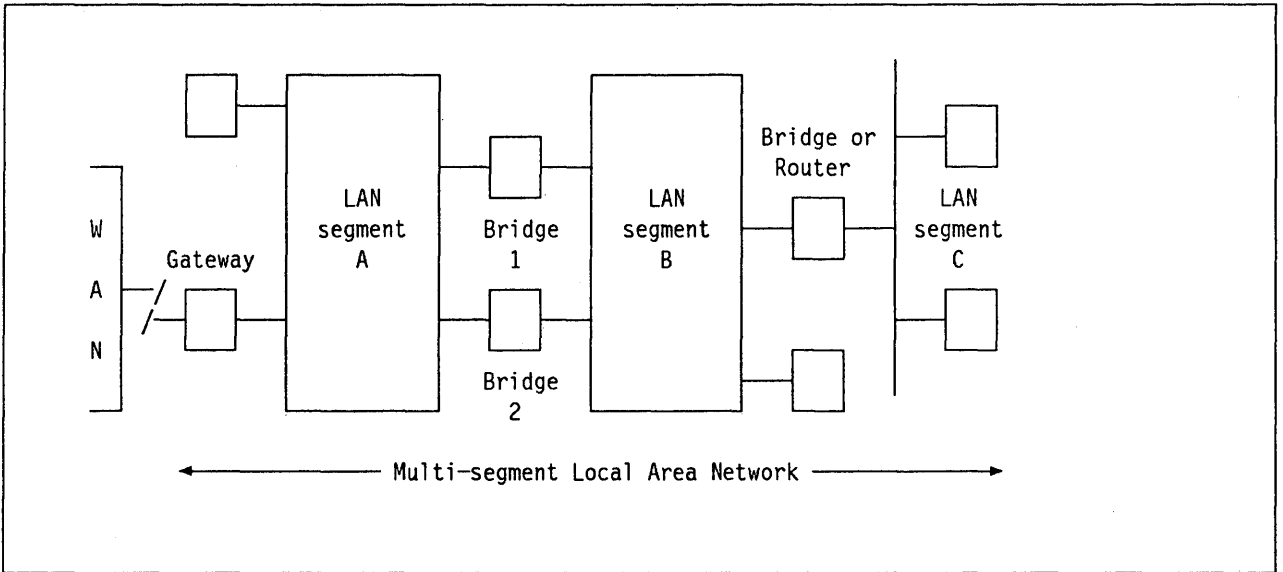 W
A
N
Gateway
LAN
segment
A
Bridge
1
Bridge
2
LAN
segment
B
Bridge or
Router
LAN
segment
C
Multi-segment Local Area Network